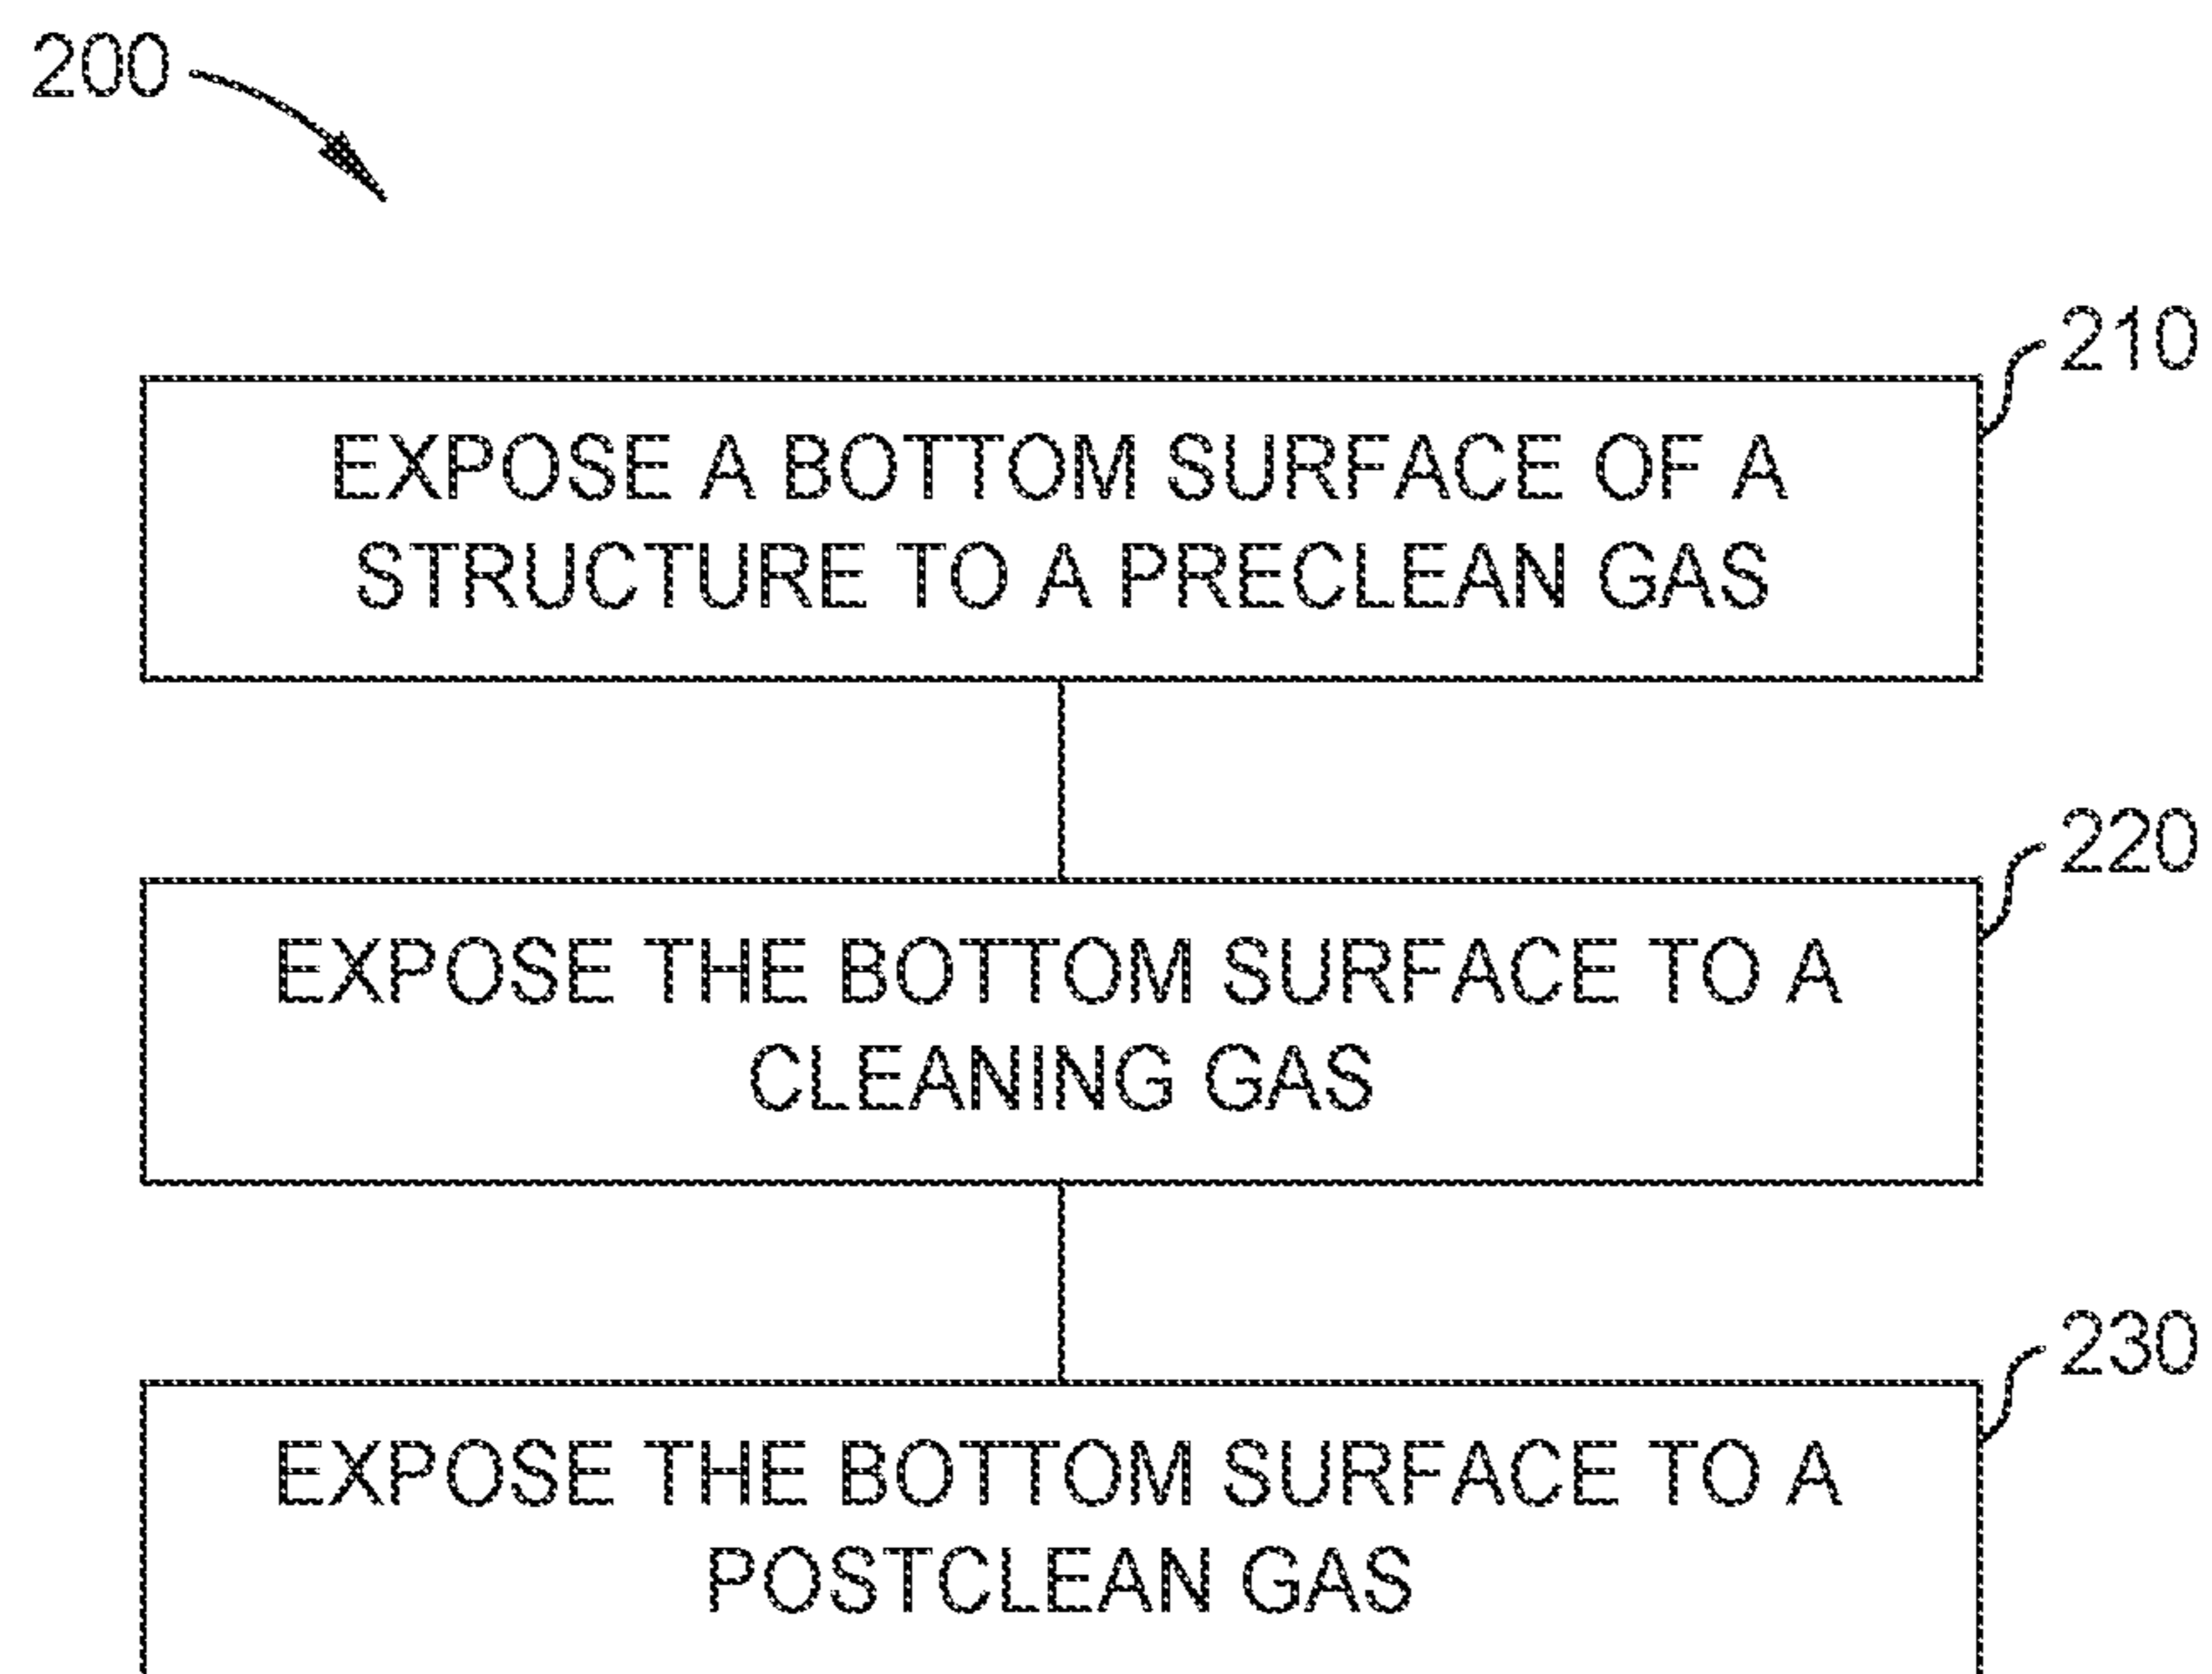 200
210
EXPOSE A BOTTOM SURFACE OF A
STRUCTURE TO A PRECLEAN GAS
220
EXPOSE THE BOTTOM SURFACE TO A
CLEANING GAS
230
EXPOSE THE BOTTOM SURFACE TO A
POSTCLEAN GAS